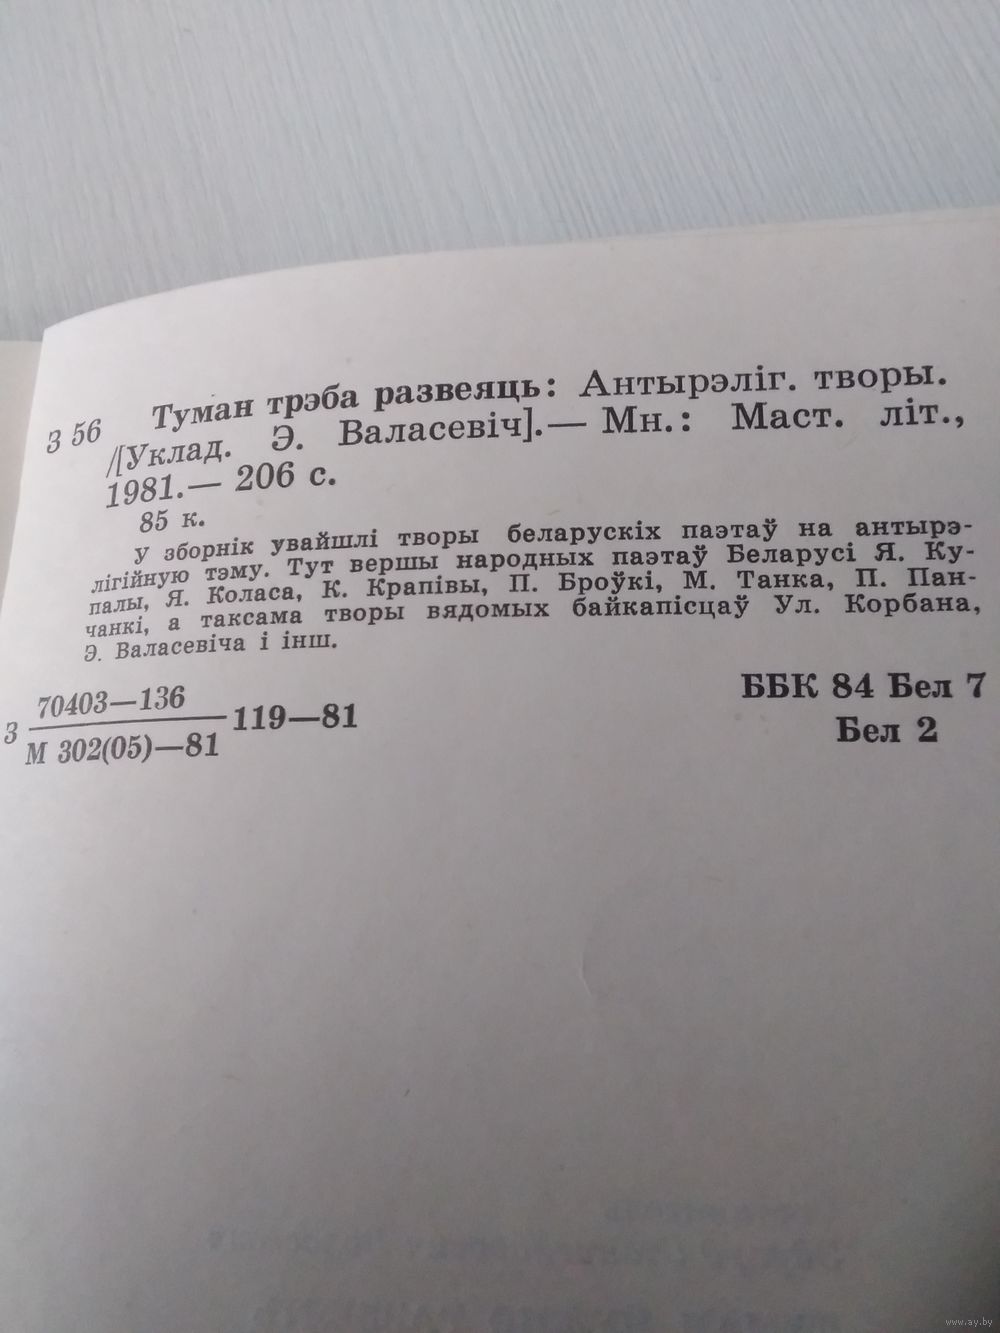 З 56 Туман трэба развеяць: Антырэліг. творы.
/[Уклад. Э. Валасевіч].— Мн.: Маст. літ.,
1981.— 206 с.
85 к.
У зборнік увайшлі творы беларускіх паэтаў на антырэ-
лігійную тэму. Тут вершы народных паэтаў Беларусі Я. Ку-
палы, Я. Коласа, К. Крапівы, П. Броўкі, М. Танка, П. Пан-
чанкі, а таксама творы вядомых байкапісцаў Ул. Корбана,
Э. Валасевіча і інш.
70403—136
З 119—81
М 302(05)—81
ББК 84 Бел 7
Бел 2
www.ay.by